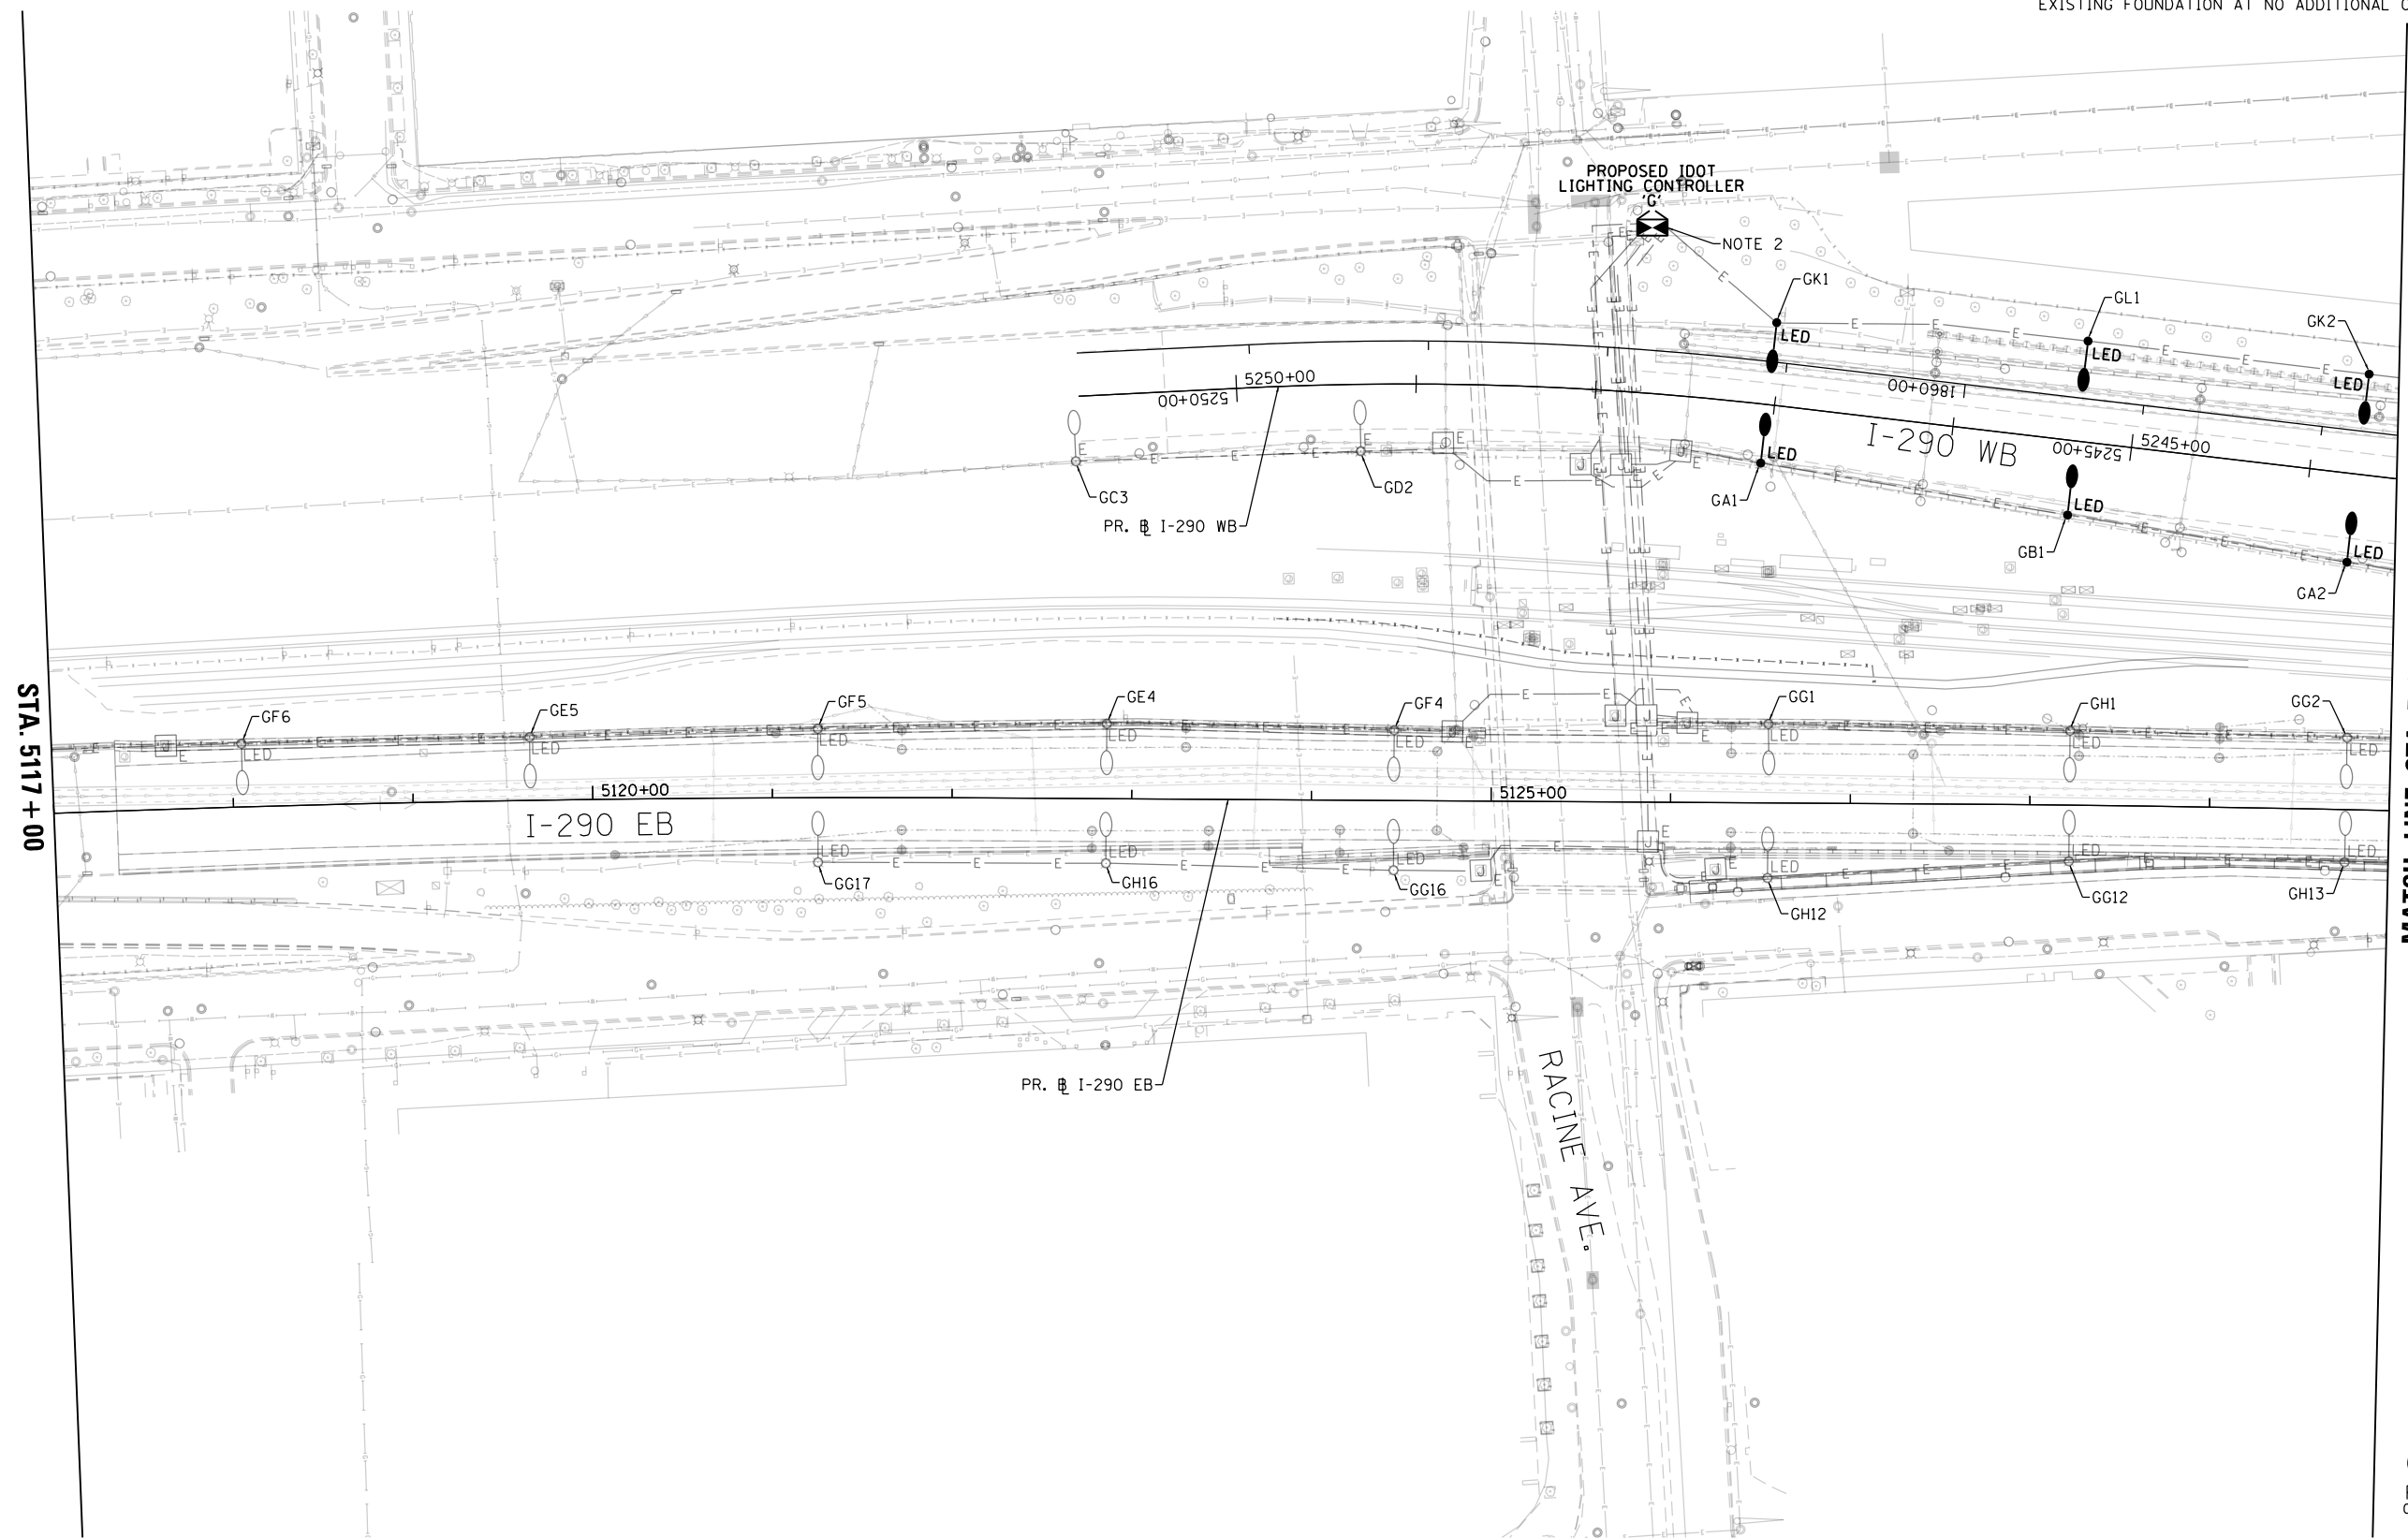 EXISTING FOUNDATION AT NO ADDITIONAL
PROPOSED IDOT
LIGHTING CONTROLLER
'G'
NOTE 2
GK1
LED
GL1
LED
GK2
LED
5250+00
5250+00
1860+00
I-290 WB
5245+00
5245+00
GC3
GD2
PR. ℄ I-290 WB
GA1
LED
GB1
LED
GA2
LED
STA. 5117+00
GF6
LED
GE5
LED
GF5
LED
GE4
LED
GF4
LED
GG1
LED
GH1
LED
GG2
LED
5120+00
5125+00
I-290 EB
LED
GG17
LED
GH16
LED
GG16
LED
GH12
LED
GG12
LED
GH13
PR. ℄ I-290 EB
RACINE AVE.